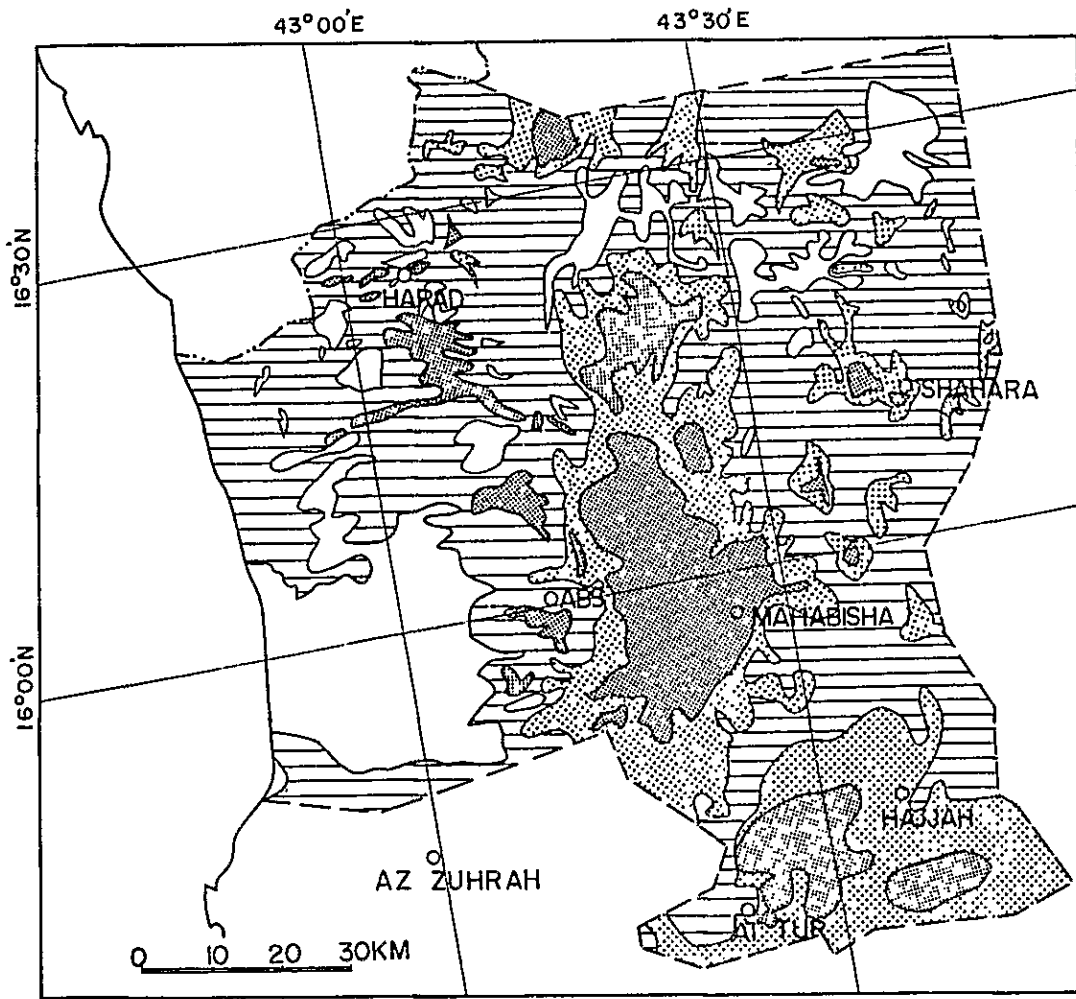 43°00'E
43°30'E
16°30'N
HARAD
SHAHARA
ABS
MAHABISHA
16°00'N
HAJJAH
AZ ZUHRAH
AT TUR
0 10 20 30KM